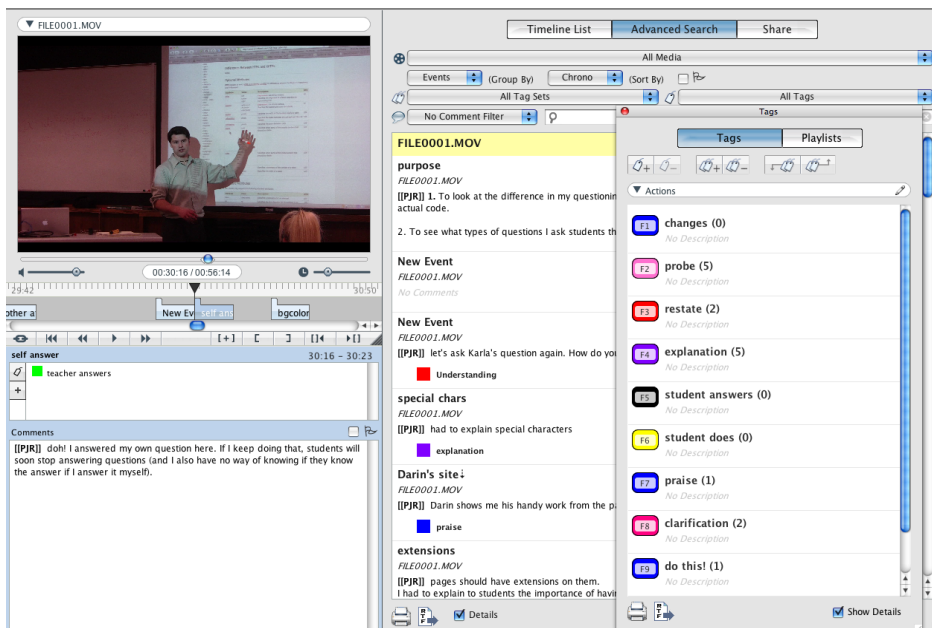 FILE0001.MOV
00:30:16 / 00:56:14
29:42
30:50
other a
New Ev
self ans
bgcolor
[+] [ ]
self answer
30:16 – 30:23
teacher answers
Comments
[[PJR]] doh! I answered my own question here. If I keep doing that, students will
soon stop answering questions (and I also have no way of knowing if they know
the answer if I answer it myself).
Timeline List
Advanced Search
Share
All Media
Events
(Group By)
Chrono
(Sort By)
All Tag Sets
All Tags
No Comment Filter
FILE0001.MOV
purpose
FILE0001.MOV
[[PJR]] 1. To look at the difference in my questionin
actual code.
2. To see what types of questions I ask students th
New Event
FILE0001.MOV
No Comments
New Event
FILE0001.MOV
[[PJR]] let's ask Karla's question again. How do you
Understanding
special chars
FILE0001.MOV
[[PJR]] had to explain special characters
explanation
Darin's site↓
FILE0001.MOV
[[PJR]] Darin shows me his handy work from the pa
praise
extensions
FILE0001.MOV
[[PJR]] pages should have extensions on them.
I had to explain to students the importance of havin
RTF
Details
Tags
Tags
Playlists
Actions
F1 changes (0)
No Description
F2 probe (5)
No Description
F3 restate (2)
No Description
F4 explanation (5)
No Description
F5 student answers (0)
No Description
F6 student does (0)
No Description
F7 praise (1)
No Description
F8 clarification (2)
No Description
F9 do this! (1)
No Description
RTF
Show Details